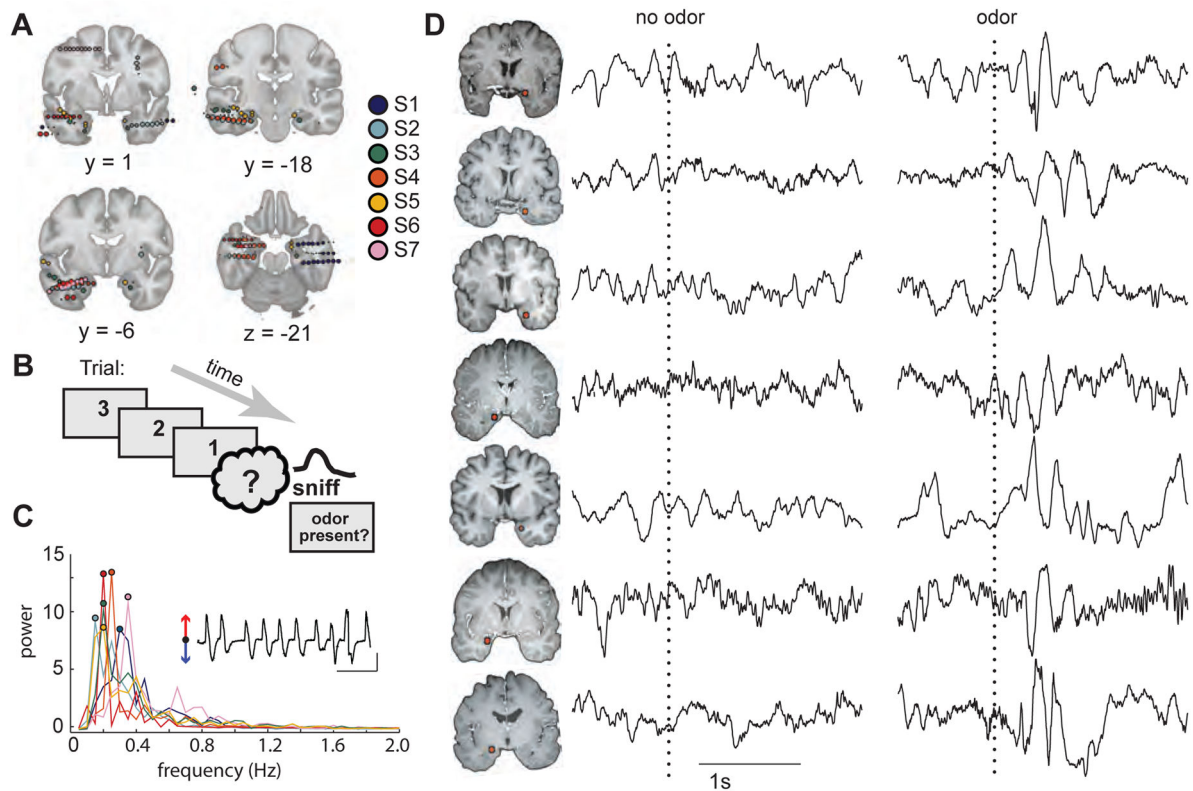 A
y = 1
y = -18
y = -6
z = -21
S1
S2
S3
S4
S5
S6
S7
B
Trial:
time
3
2
1
?
sniff
odor
present?
C
15
10
5
0
power
0 0.4 0.8 1.2 1.6 2.0
frequency (Hz)
D
no odor
odor
1s